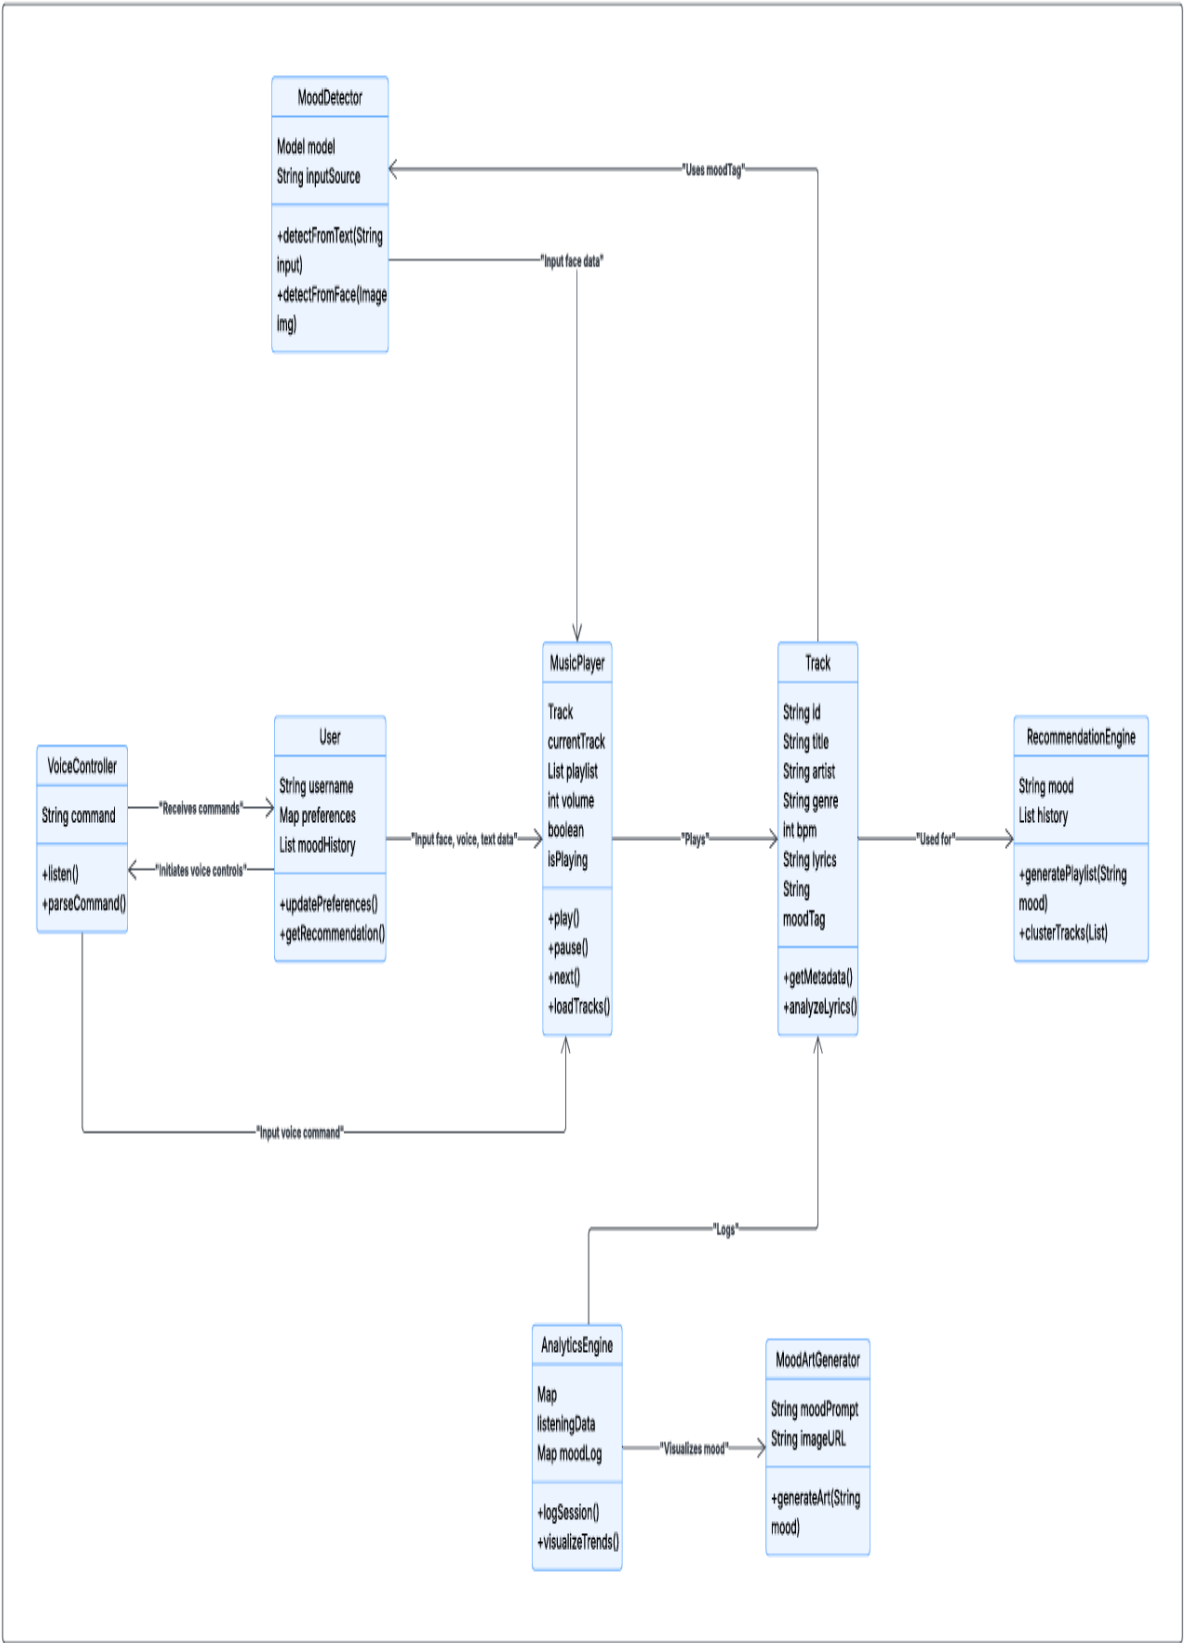 MoodDetector
Model model
String inputSource
+detectFromText(String
input)
+detectFromFace(Image
img)
"Uses moodTag"
"Input face data"
VoiceController
String command
+listen()
+parseCommand()
"Receives commands"
"Initiates voice controls"
User
String username
Map preferences
List moodHistory
+updatePreferences()
+getRecommendation()
"Input face, voice, text data"
MusicPlayer
Track
currentTrack
List playlist
int volume
boolean
isPlaying
+play()
+pause()
+next()
+loadTracks()
"Plays"
Track
String id
String title
String artist
String genre
int bpm
String lyrics
String
moodTag
+getMetadata()
+analyzeLyrics()
"Used for"
RecommendationEngine
String mood
List history
+generatePlaylist(String
mood)
+clusterTracks(List)
"Input voice command"
"Logs"
AnalyticsEngine
Map
listeningData
Map moodLog
+logSession()
+visualizeTrends()
"Visualizes mood"
MoodArtGenerator
String moodPrompt
String imageURL
+generateArt(String
mood)